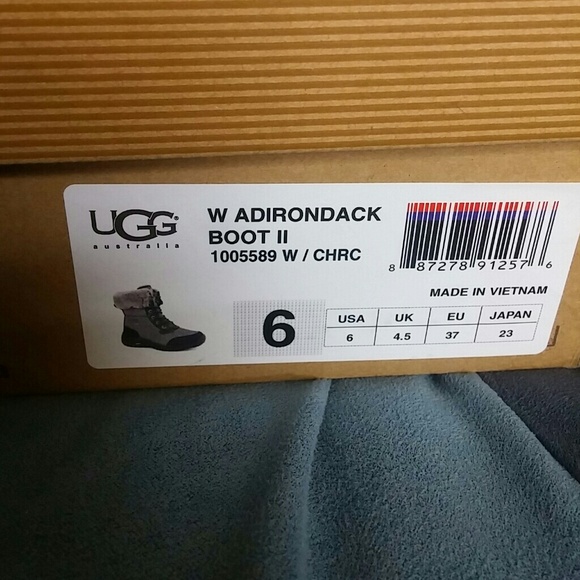 UGG®
australia
W ADIRONDACK
BOOT II
1005589 W / CHRC
8 87278 91257 6
MADE IN VIETNAM
6
USA UK EU JAPAN
6 4.5 37 23